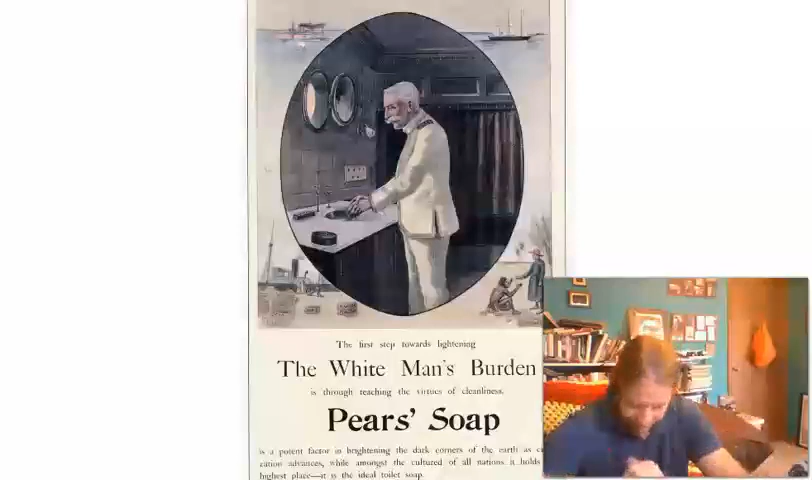 The first step towards lightening
The White Man's Burden
is through teaching the virtues of cleanliness.
Pears' Soap
is a potent factor in brightening the dark corners of the earth as
zation advances, while amongst the cultured of all nations it holds
highest place—it is the ideal toilet soap.